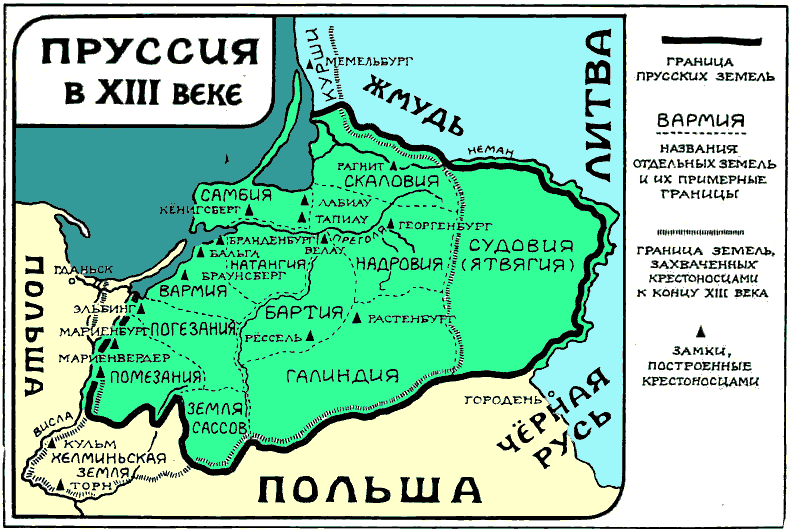 ПРУССИЯ
В XIII ВЕКЕ
КУРШИ
МЕМЕЛЬБУРГ
ЖМУДЬ
ЛИТВА
НЕМАН
РАГНИТ
СКАЛОВИЯ
САМБИЯ
ЛАБИАУ
КЁНИГСБЕРГ
ТАПИАУ
ГЕОРГЕНБУРГ
ПРЕГОЛЯ
БРАНДЕНБУРГ
ВЕЛАУ
СУДОВИЯ
(ЯТВЯГИЯ)
БАЛЬГА
НАТАНГИЯ
НАДРОВИЯ
БРАУНСБЕРГ
ВАРМИЯ
ГДАНЬСК
ПОЛЬША
ЭЛЬБИНГ
БАРТИЯ
РАСТЕНБУРГ
МАРИЕНБУРГ
ПОГЕЗАНИЯ
РЁССЕЛЬ
МАРИЕНВЕРДЕР
ПОМЕЗАНИЯ
ГАЛИНДИЯ
ЗЕМЛЯ
САССОВ
ГОРОДЕНЬ
ЧЁРНАЯ
РУСЬ
ВИСЛА
КУЛЬМ
ХЕЛМИНЬСКАЯ
ЗЕМЛЯ
ТОРН
ПОЛЬША
ГРАНИЦА
ПРУССКИХ ЗЕМЕЛЬ
ВАРМИЯ
НАЗВАНИЯ
ОТДЕЛЬНЫХ ЗЕМЕЛЬ
И ИХ ПРИМЕРНЫЕ
ГРАНИЦЫ
ГРАНИЦА ЗЕМЕЛЬ,
ЗАХВАЧЕННЫХ
КРЕСТОНОСЦАМИ
К КОНЦУ XIII ВЕКА
ЗАМКИ,
ПОСТРОЕННЫЕ
КРЕСТОНОСЦАМИ